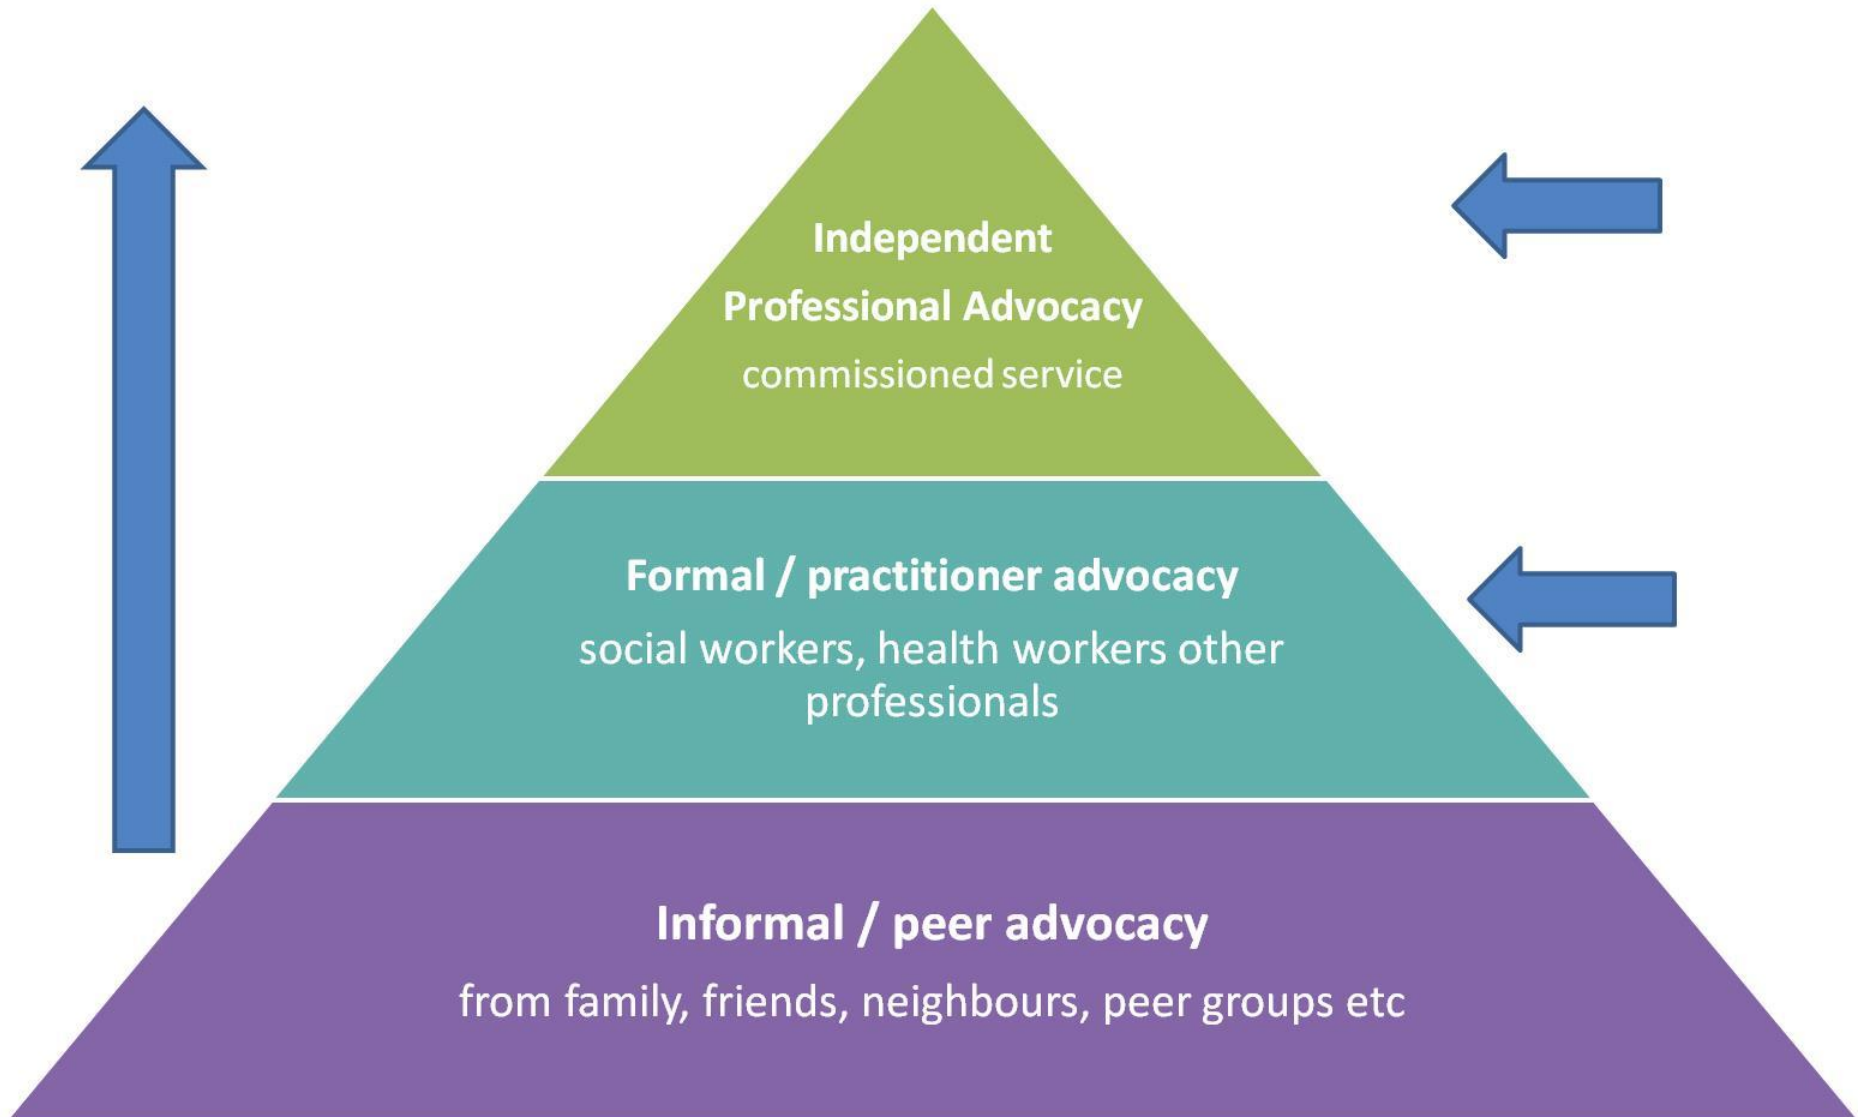 Independent
Professional Advocacy
commissioned service
Formal / practitioner advocacy
social workers, health workers other
professionals
Informal / peer advocacy
from family, friends, neighbours, peer groups etc